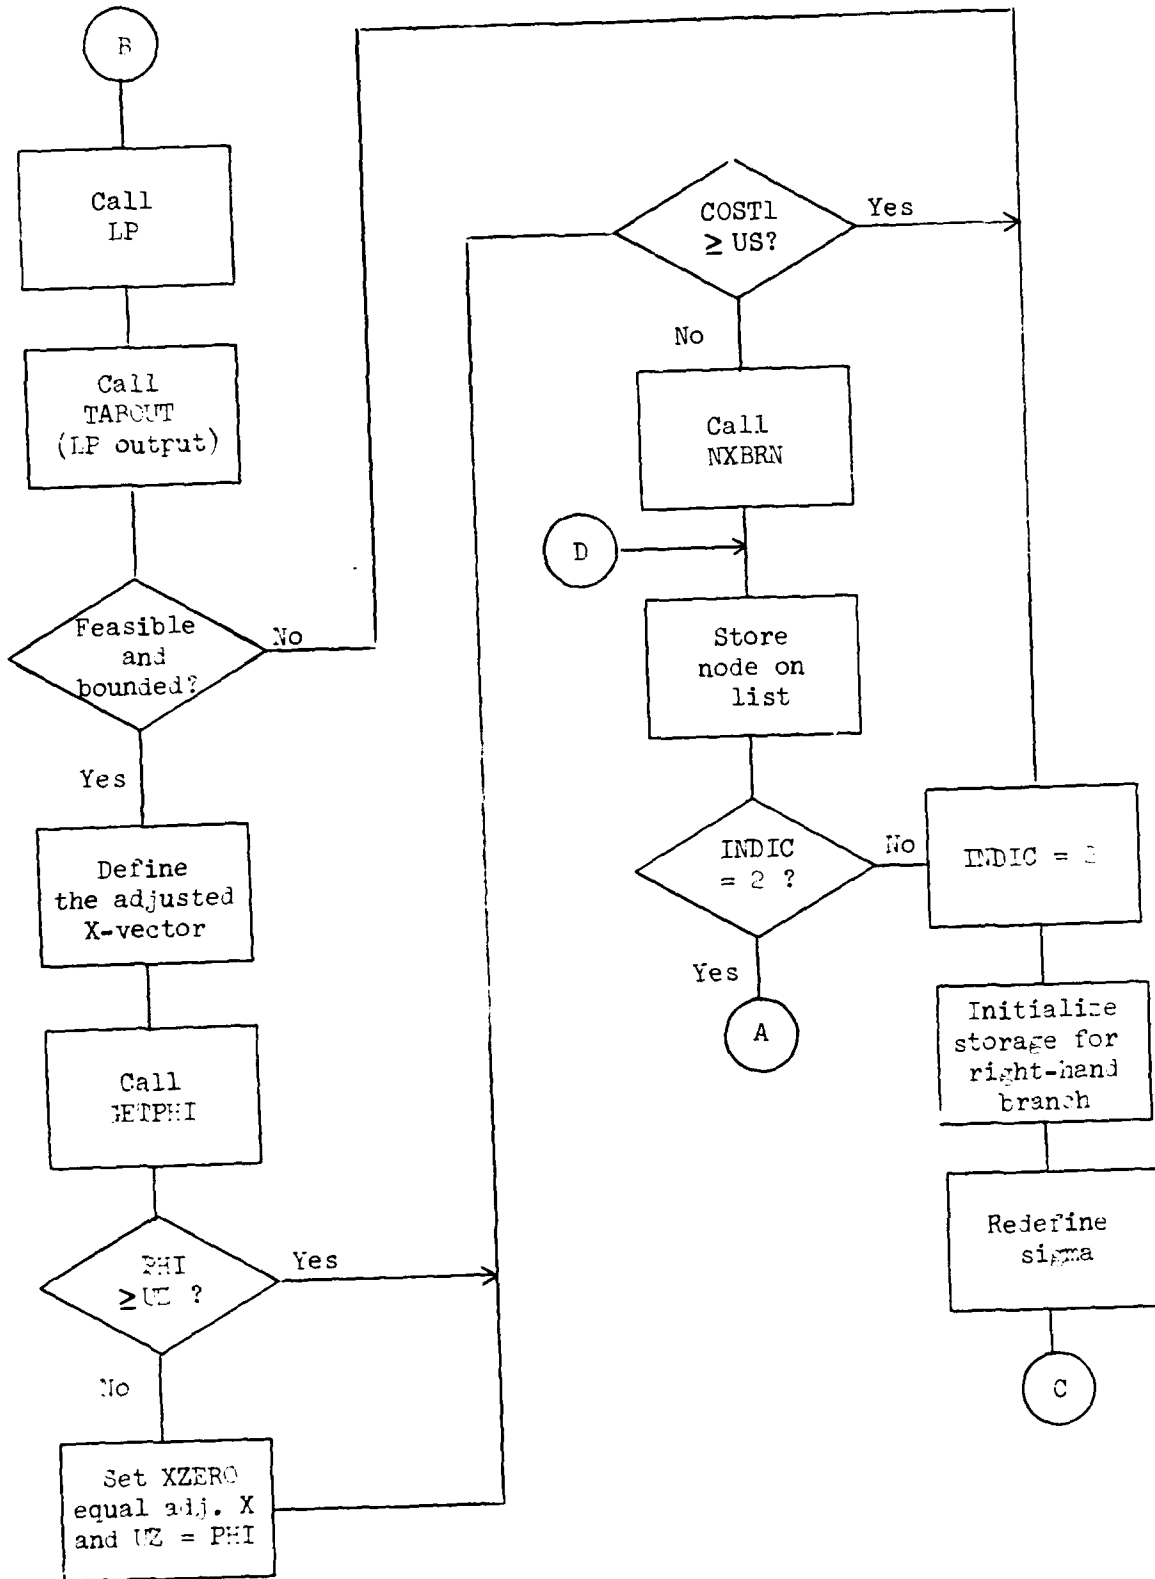 B
Call
LP
Call
TABOUT
(LP output)
Feasible
and
bounded?
No
Yes
Define
the adjusted
X-vector
Call
GETPHI
PHI
≥ UZ ?
Yes
No
Set XZERO
equal adj. X
and UZ = PHI
COST1
≥ US?
Yes
No
Call
NXBRN
D
Store
node on
list
INDIC
= 2 ?
No
Yes
A
INDIC =
Initialize
storage for
right-hand
branch
Redefine
sigma
C